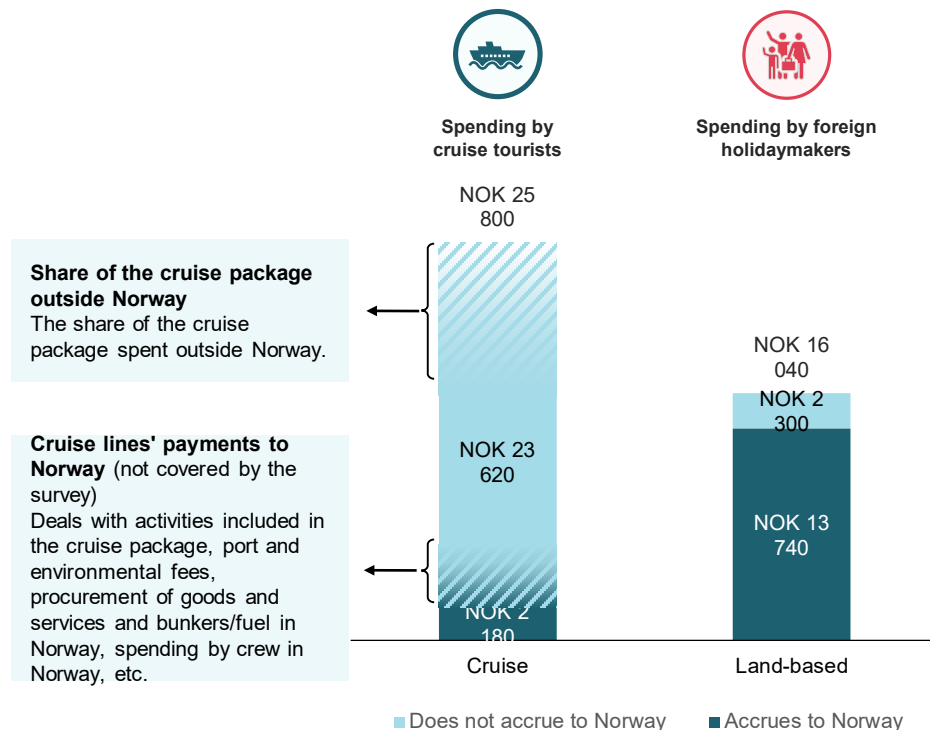 Spending by
cruise tourists
Spending by foreign
holidaymakers
NOK 25
800
Share of the cruise package
outside Norway
The share of the cruise
package spent outside Norway.
NOK 16
040
NOK 2
300
Cruise lines' payments to
Norway (not covered by the
survey)
Deals with activities included in
the cruise package, port and
environmental fees,
procurement of goods and
services and bunkers/fuel in
Norway, spending by crew in
Norway, etc.
NOK 23
620
NOK 13
740
NOK 2
180
Cruise
Land-based
Does not accrue to Norway
Accrues to Norway